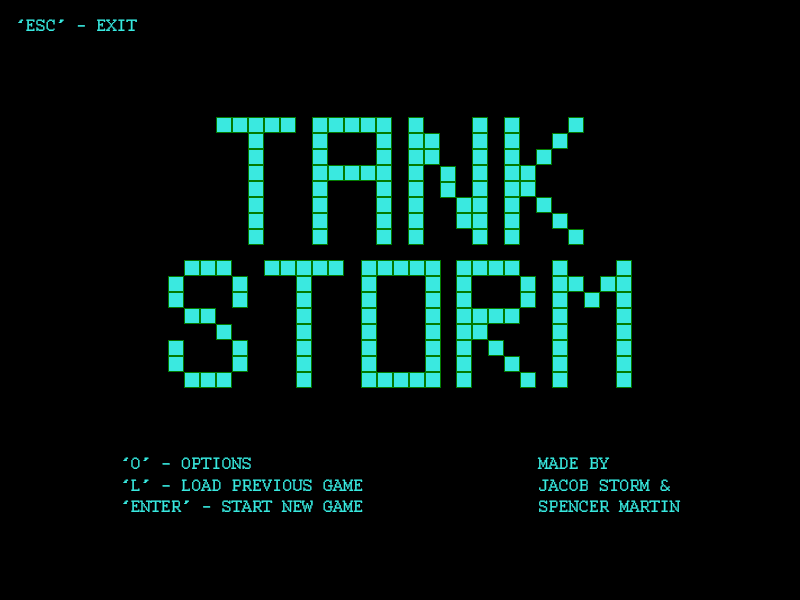 ‘ESC’ - EXIT
TANK
STORM
‘O’ - OPTIONS
‘L’ - LOAD PREVIOUS GAME
‘ENTER’ - START NEW GAME
MADE BY
JACOB STORM &
SPENCER MARTIN